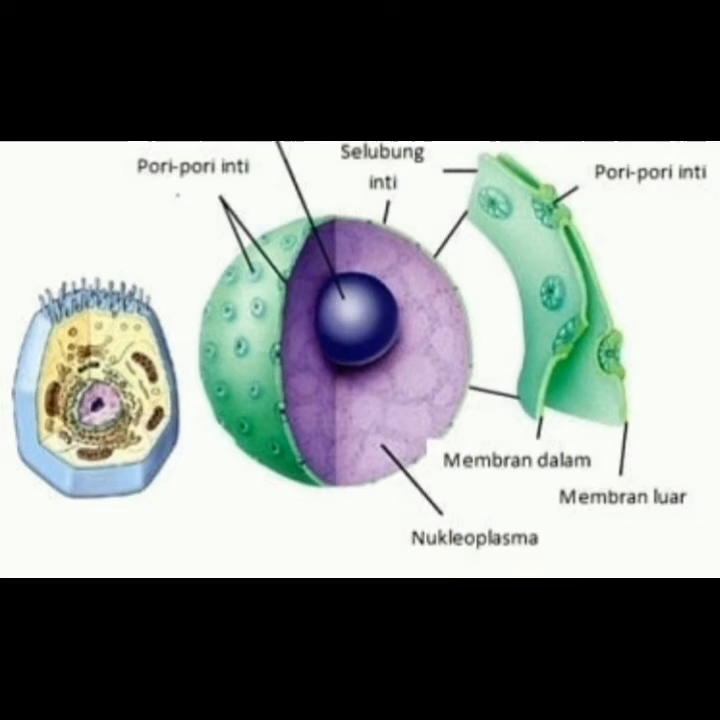 Pori-pori inti
Selubung
inti
Pori-pori inti
Membran dalam
Membran luar
Nukleoplasma